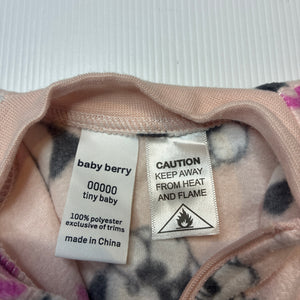 baby berry
00000
tiny baby
100% polyester
exclusive of trims
made in China
CAUTION
KEEP AWAY
FROM HEAT
AND FLAME